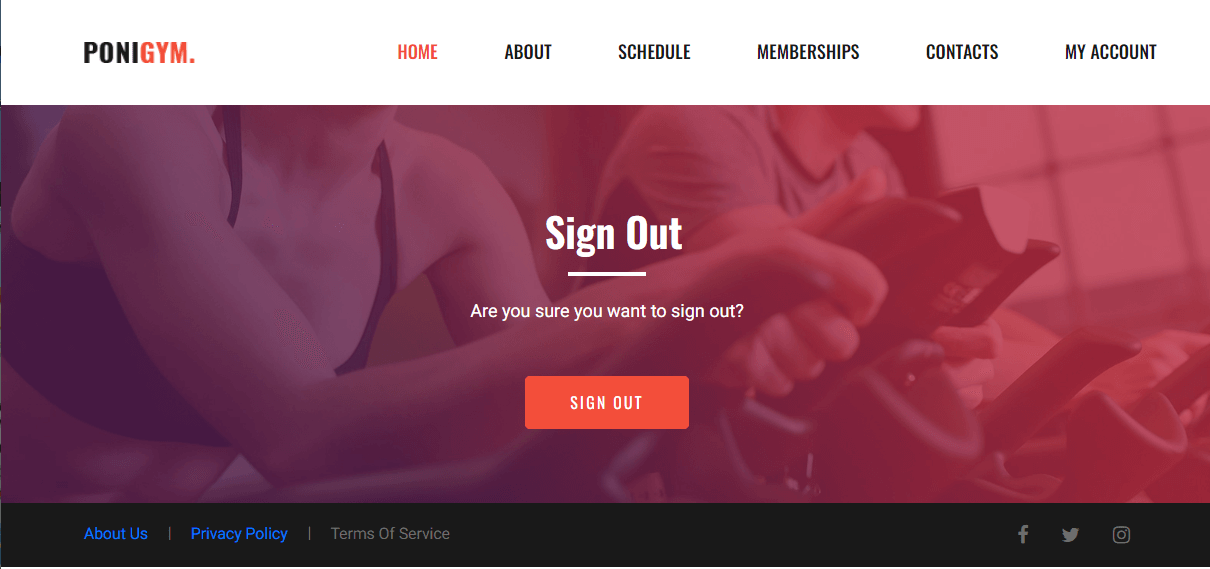 PONIGYM.
HOME ABOUT SCHEDULE MEMBERSHIPS CONTACTS MY ACCOUNT
Sign Out
Are you sure you want to sign out?
SIGN OUT
About Us | Privacy Policy | Terms Of Service